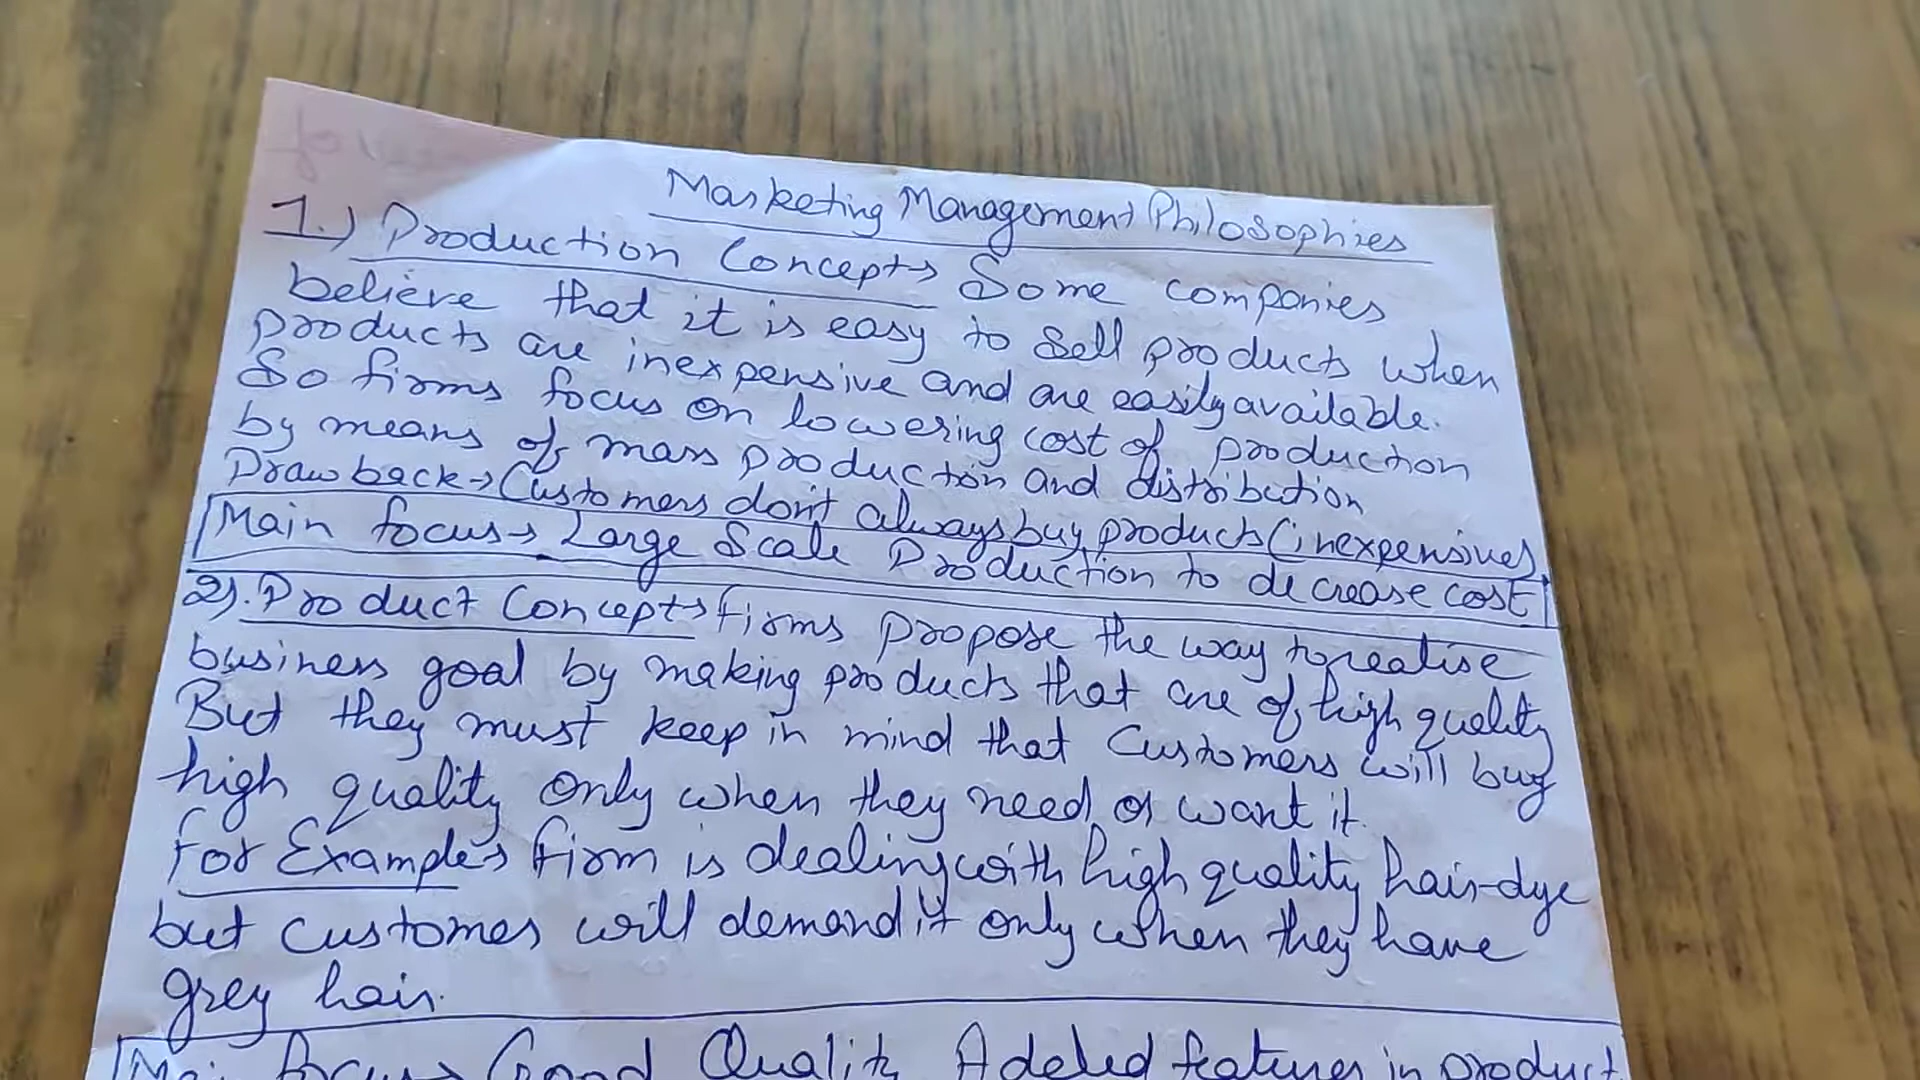 Marketing Management Philosophies
1.) Production Concept→ Some companies
believe that it is easy to sell products when
products are inexpensive and are easily available.
So firms focus on lowering cost of production
by means of mass production and distribution
Drawback→ Customers don't always buy products (inexpensive)
Main focus→ Large Scale Production to decrease cost
2). Product Concept→ firms propose the way to realise
business goal by making products that are of high quality
But they must keep in mind that customers will buy
high quality only when they need or want it.
For Example→ firm is dealing with high quality hair-dye
but customes will demand it only when they have
grey hair.
Main focus→ Good Quality, Added features in product